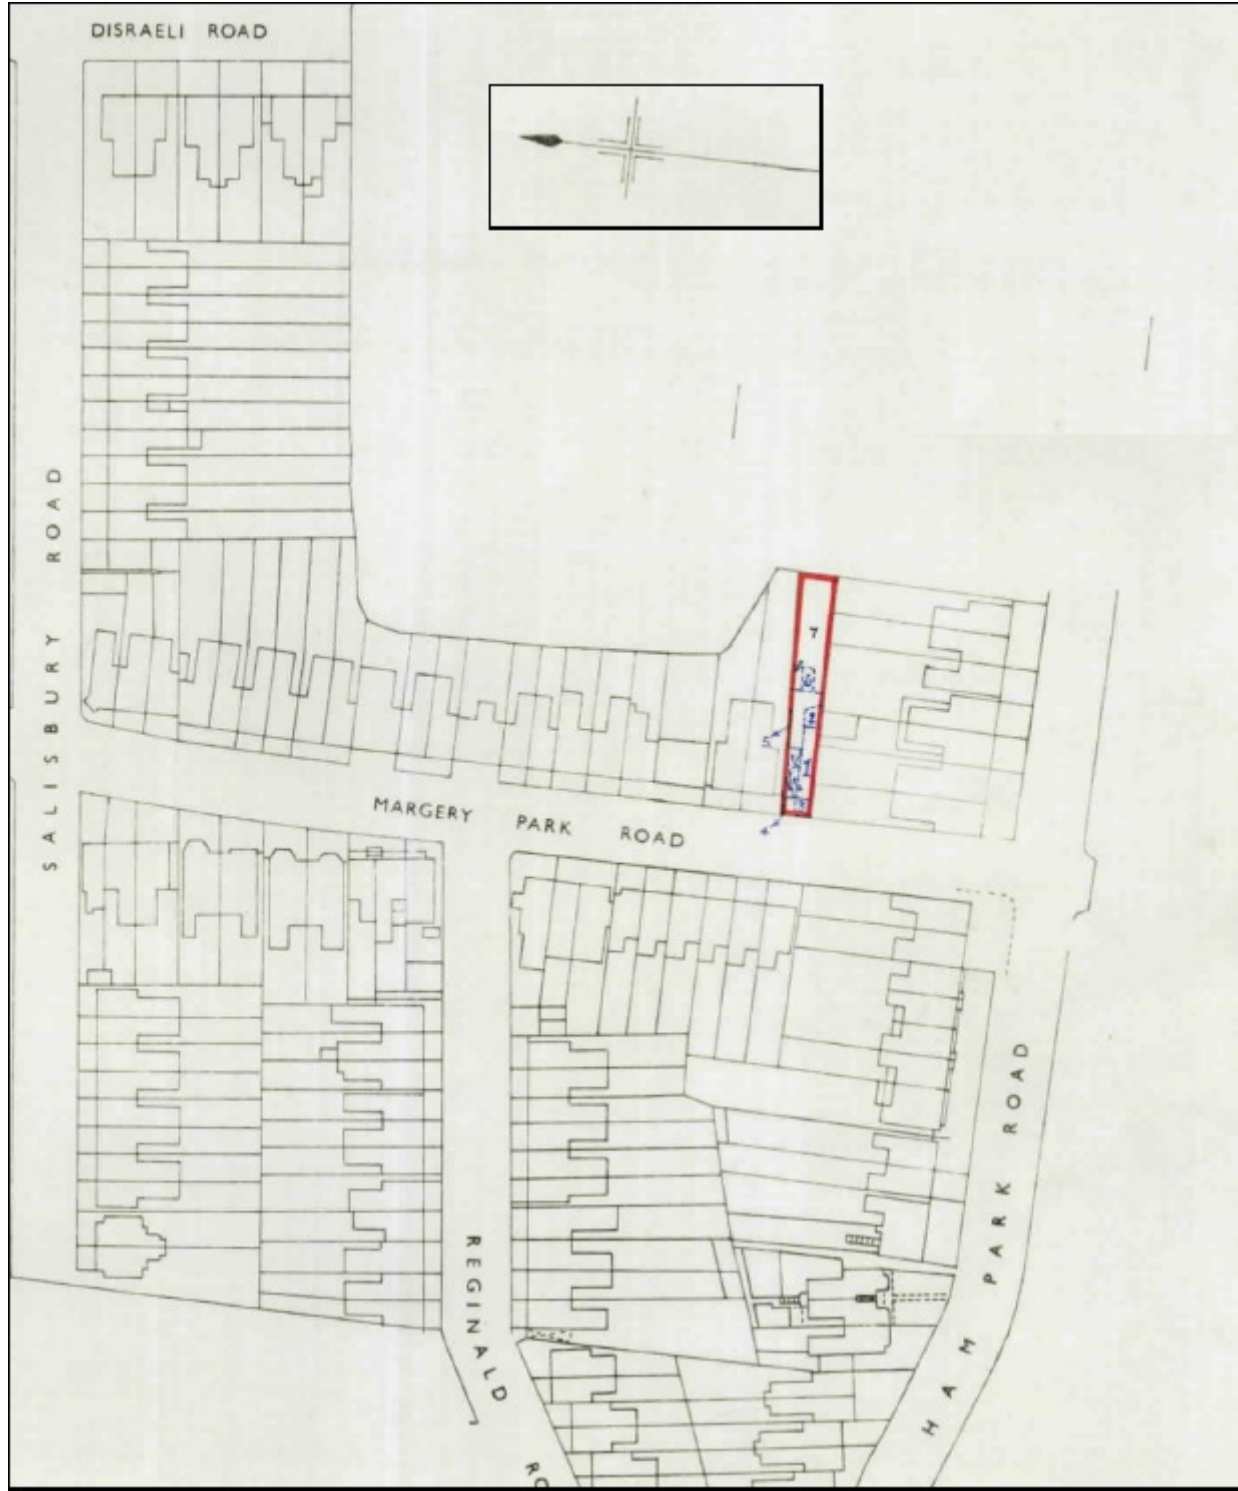 DISRAELI ROAD
SALISBURY ROAD
7
MARGERY PARK ROAD
REGINALD
RO
HAM PARK ROAD